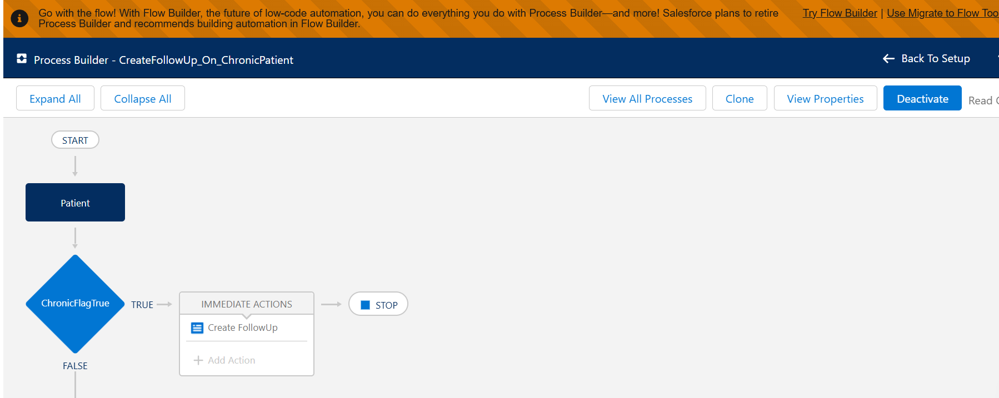 Go with the flow! With Flow Builder, the future of low-code automation, you can do everything you do with Process Builder—and more! Salesforce plans to retire
Process Builder and recommends building automation in Flow Builder.
Try Flow Builder | Use Migrate to Flow Too
Process Builder - CreateFollowUp_On_ChronicPatient
Back To Setup
Expand All
Collapse All
View All Processes
Clone
View Properties
Deactivate
Read
START
Patient
ChronicFlagTrue
TRUE
IMMEDIATE ACTIONS
STOP
Create FollowUp
Add Action
FALSE